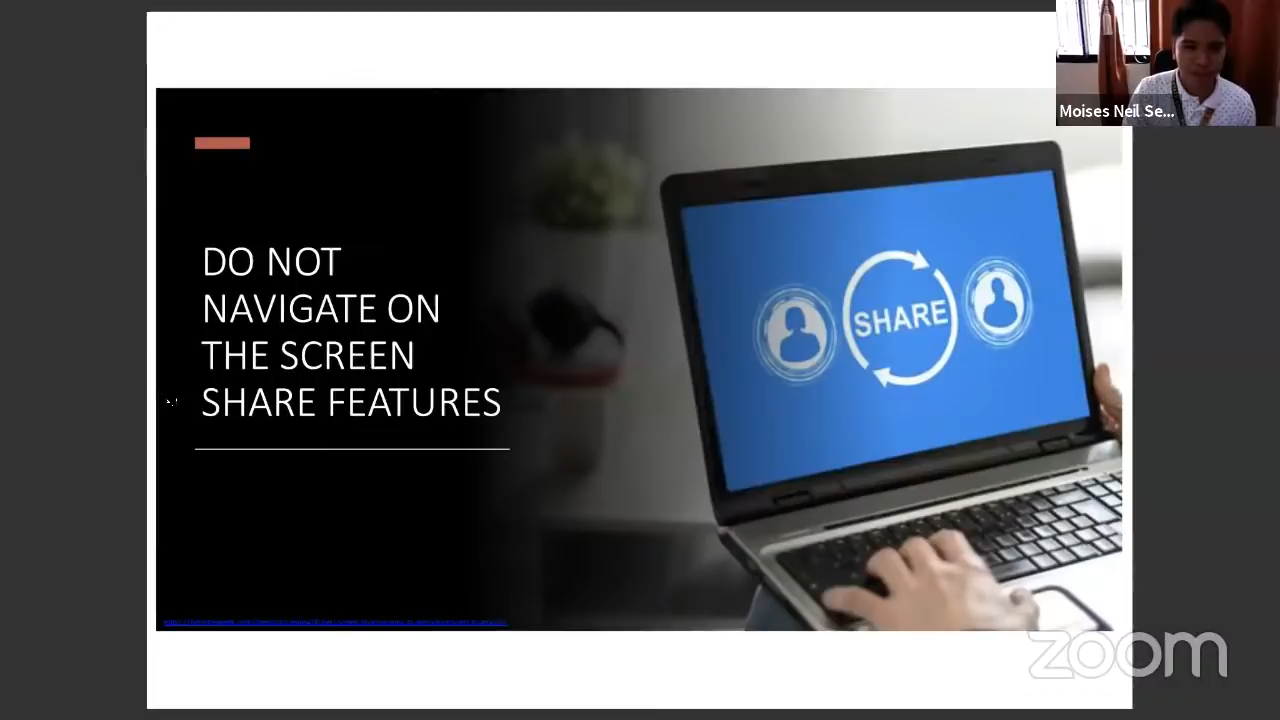 Moises Neil Se...
DO NOT
NAVIGATE ON
THE SCREEN
SHARE FEATURES
SHARE
zoom